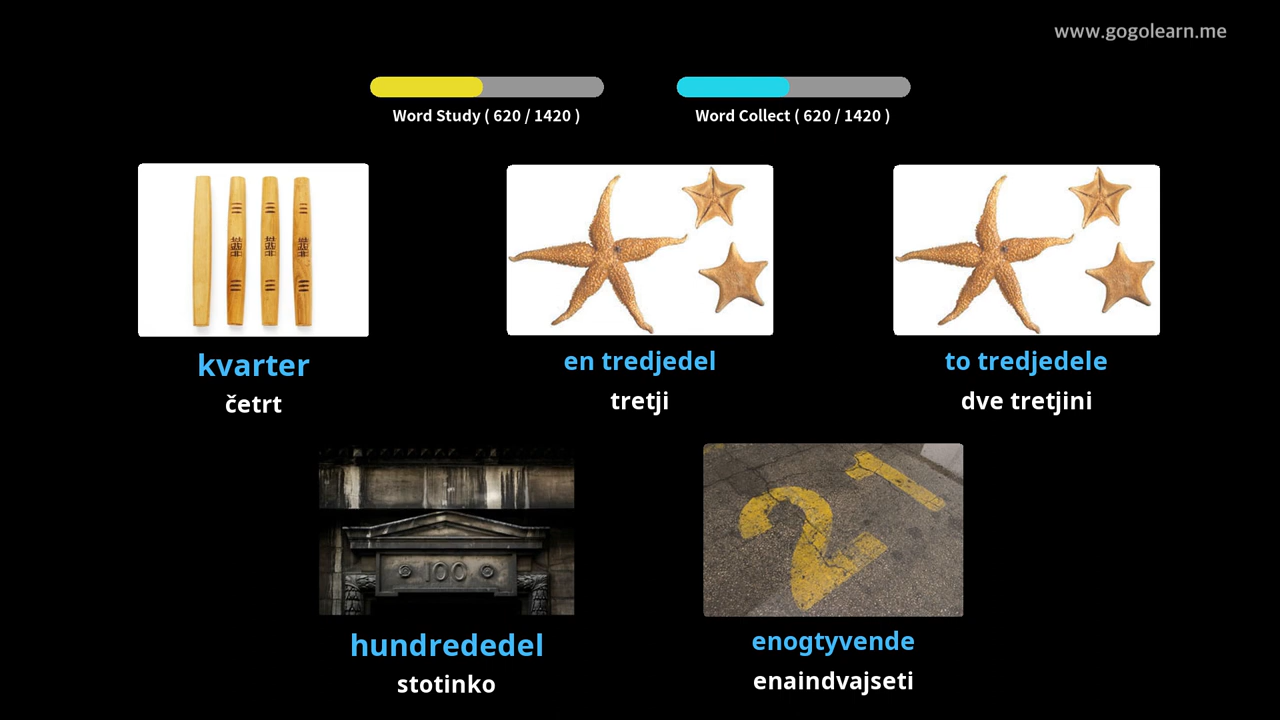 www.gogolearn.me
Word Study ( 620 / 1420 )
Word Collect ( 620 / 1420 )
kvarter
četrt
en tredjedel
tretji
to tredjedele
dve tretjini
100
21
hundrededel
stotinko
enogtyvende
enaindvajseti